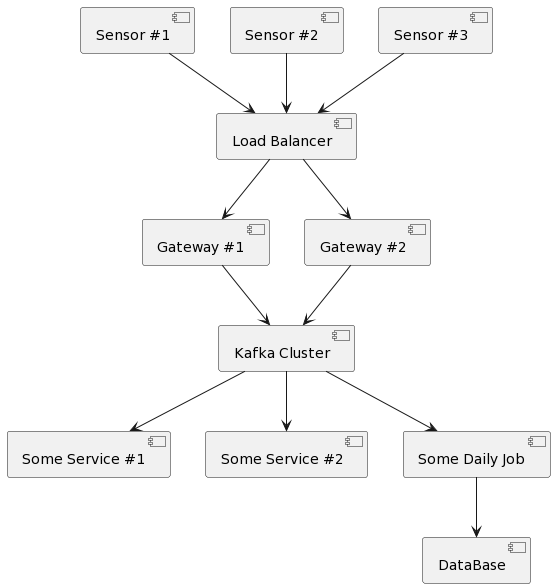 Sensor #1
Sensor #2
Sensor #3
Load Balancer
Gateway #1
Gateway #2
Kafka Cluster
Some Service #1
Some Service #2
Some Daily Job
DataBase